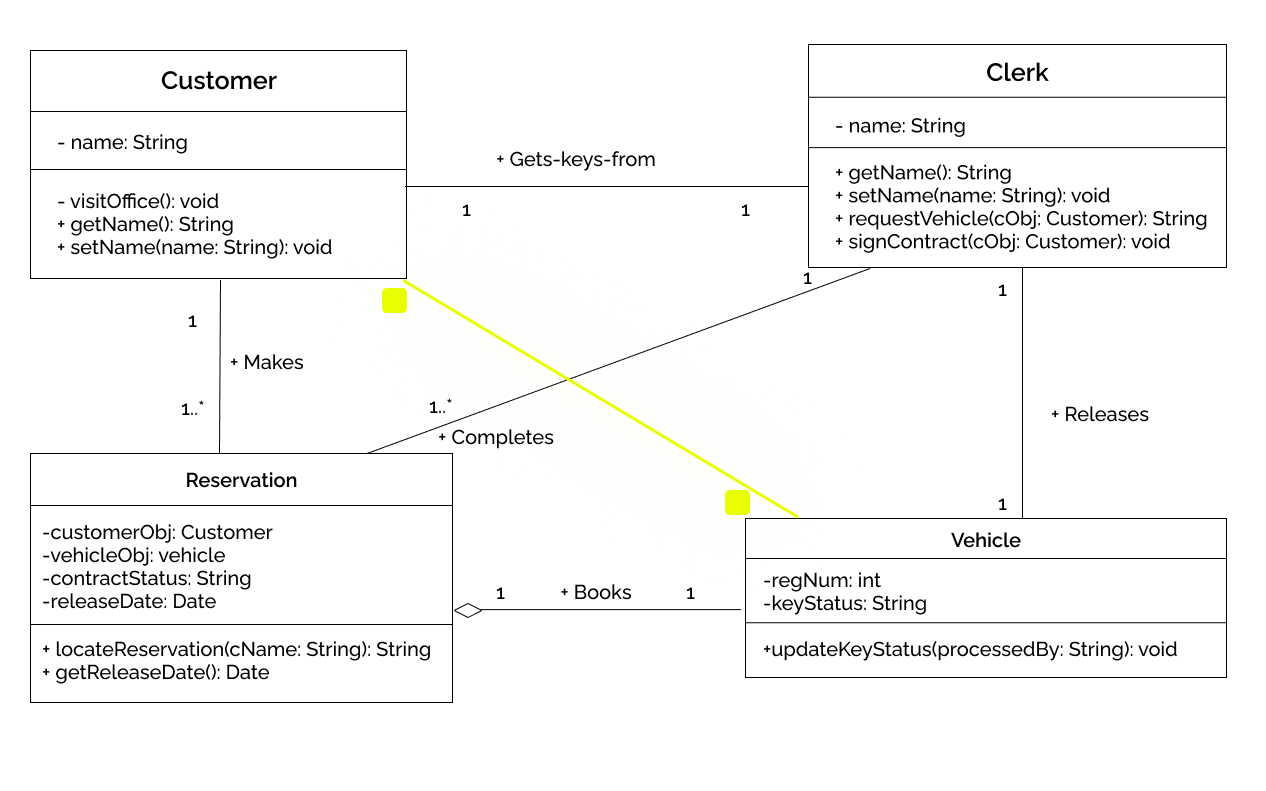 Customer
- name: String
- visitOffice(): void
+ getName(): String
+ setName(name: String): void
Clerk
- name: String
+ getName(): String
+ setName(name: String): void
+ requestVehicle(cObj: Customer): String
+ signContract(cObj: Customer): void
+ Gets-keys-from
1
1
1
+ Makes
1..*
1
1..*
+ Completes
1
+ Releases
1
Reservation
-customerObj: Customer
-vehicleObj: vehicle
-contractStatus: String
-releaseDate: Date
+ locateReservation(cName: String): String
+ getReleaseDate(): Date
1
+ Books
1
Vehicle
-regNum: int
-keyStatus: String
+updateKeyStatus(processedBy: String): void